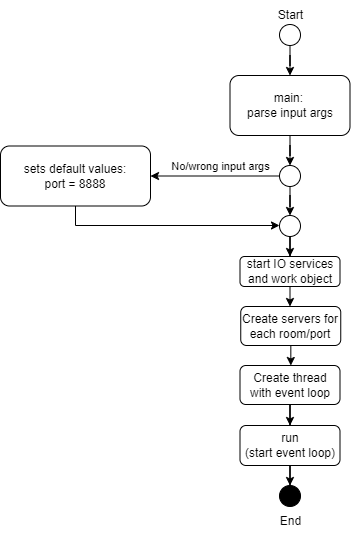 Start
main:
parse input args
No/wrong input args
sets default values:
port = 8888
start IO services
and work object
Create servers for
each room/port
Create thread
with event loop
run
(start event loop)
End